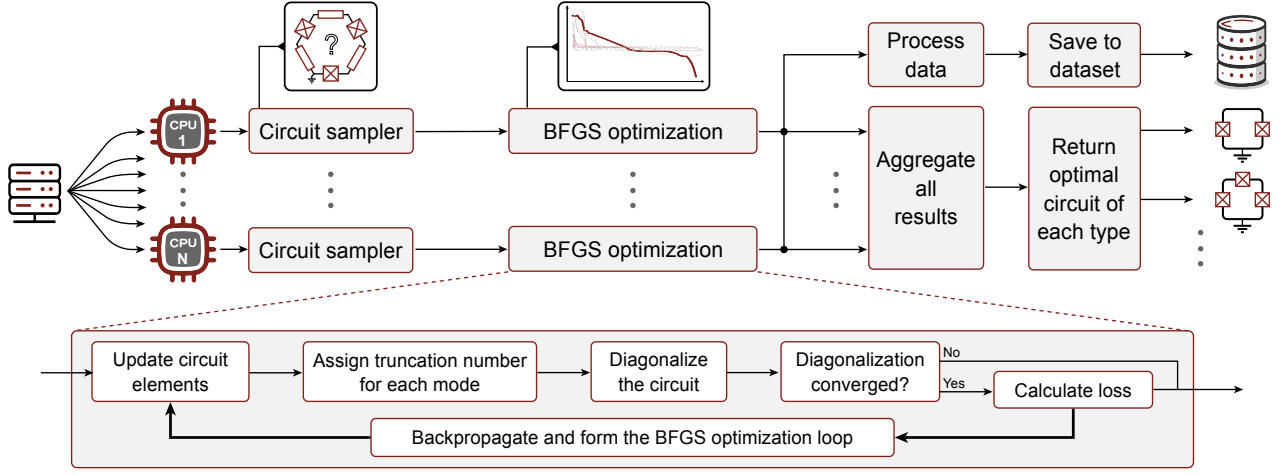 ?
Process
data
Save to
dataset
CPU
1
Circuit sampler
BFGS optimization
Aggregate
all
results
Return
optimal
circuit of
each type
CPU
N
Circuit sampler
BFGS optimization
Update circuit
elements
Assign truncation number
for each mode
Diagonalize
the circuit
Diagonalization
converged?
No
Yes
Calculate loss
Backpropagate and form the BFGS optimization loop